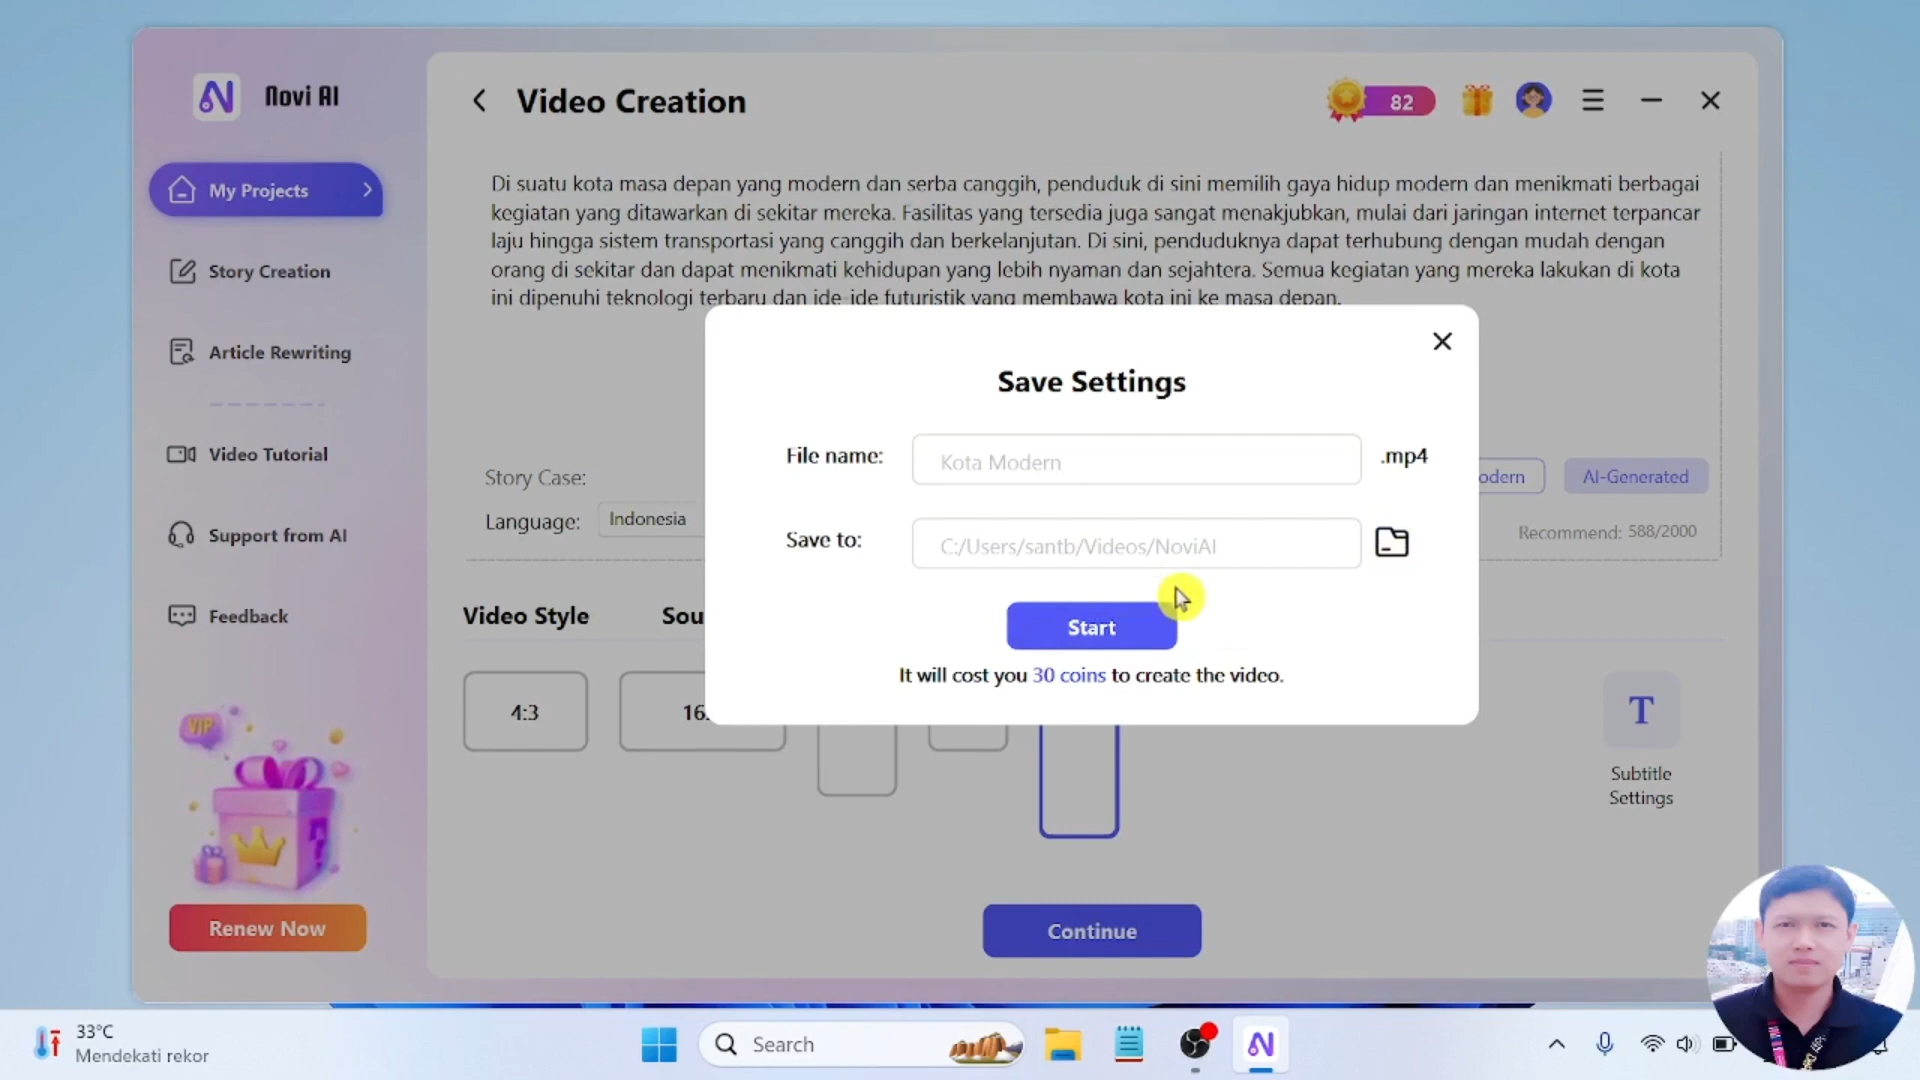 Novi AI
Video Creation
82
My Projects
Story Creation
Article Rewriting
Video Tutorial
Support from AI
Feedback
VIP
Renew Now
Di suatu kota masa depan yang modern dan serba canggih, penduduk di sini memilih gaya hidup modern dan menikmati berbagai
kegiatan yang ditawarkan di sekitar mereka. Fasilitas yang tersedia juga sangat menakjubkan, mulai dari jaringan internet terpancar
laju hingga sistem transportasi yang canggih dan berkelanjutan. Di sini, penduduknya dapat terhubung dengan mudah dengan
orang di sekitar dan dapat menikmati kehidupan yang lebih nyaman dan sejahtera. Semua kegiatan yang mereka lakukan di kota
ini dipenuhi teknologi terbaru dan ide-ide futuristik yang membawa kota ini ke masa depan.
Save Settings
File name:
Kota Modern
.mp4
Save to:
C:/Users/santb/Videos/NoviAI
Start
It will cost you 30 coins to create the video.
Story Case:
odern
AI-Generated
Language:
Indonesia
Recommend: 588/2000
Video Style
Sou
4:3
16:
T
Subtitle
Settings
Continue
33°C
Mendekati rekor
Search